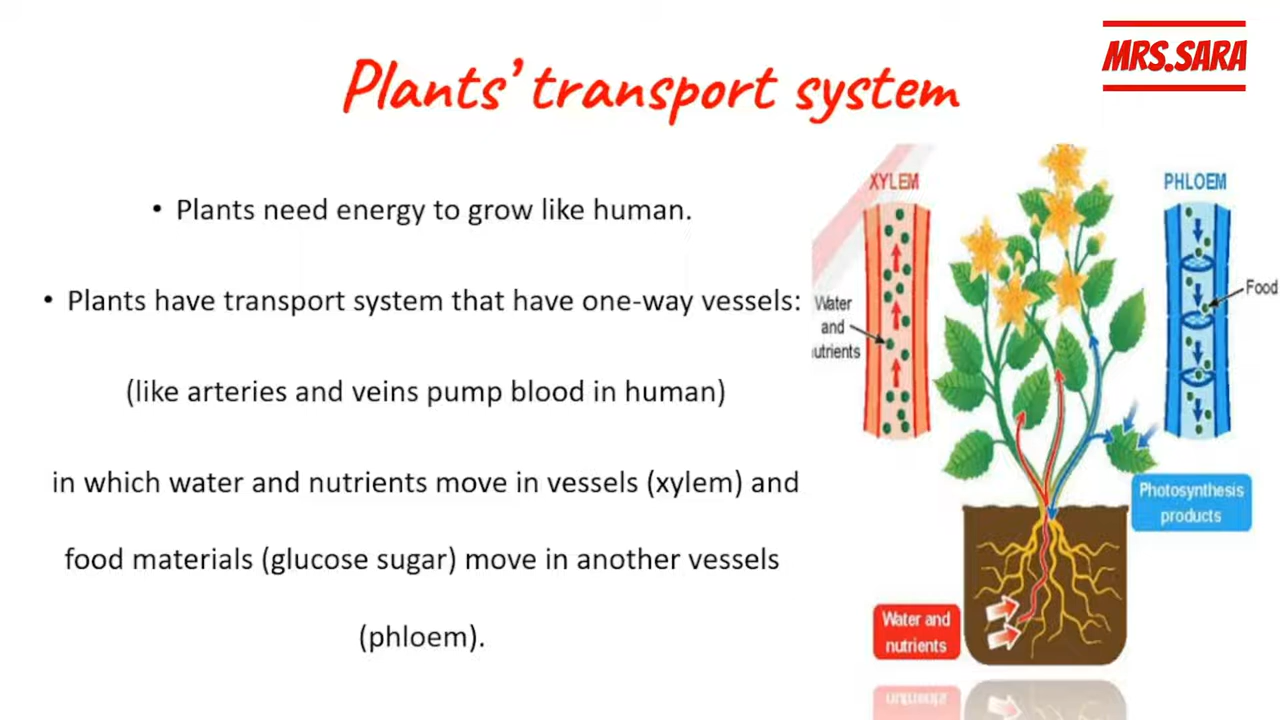 MRS.SARA
Plants' transport system
• Plants need energy to grow like human.
• Plants have transport system that have one-way vessels:
(like arteries and veins pump blood in human)
in which water and nutrients move in vessels (xylem) and
food materials (glucose sugar) move in another vessels
(phloem).
XYLEM
Water
and
utrients
PHLOEM
Food
Photosynthesis
products
Water and
nutrients